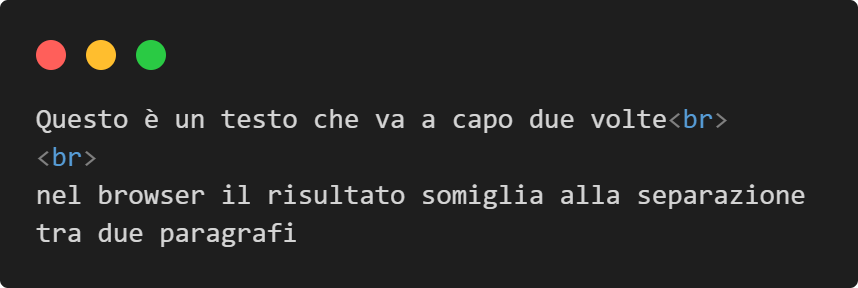 Questo è un testo che va a capo due volte<br>
<br>
nel browser il risultato somiglia alla separazione
tra due paragrafi